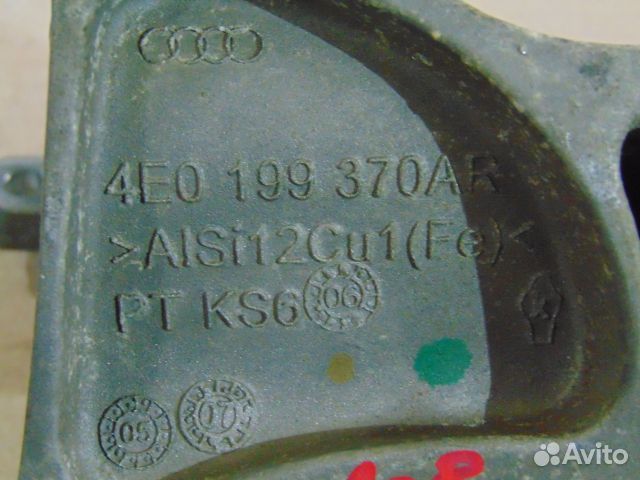 4E0 199 370AR
>AlSi12Cu1(Fe)<
PT KS6 06
05 07
Avito